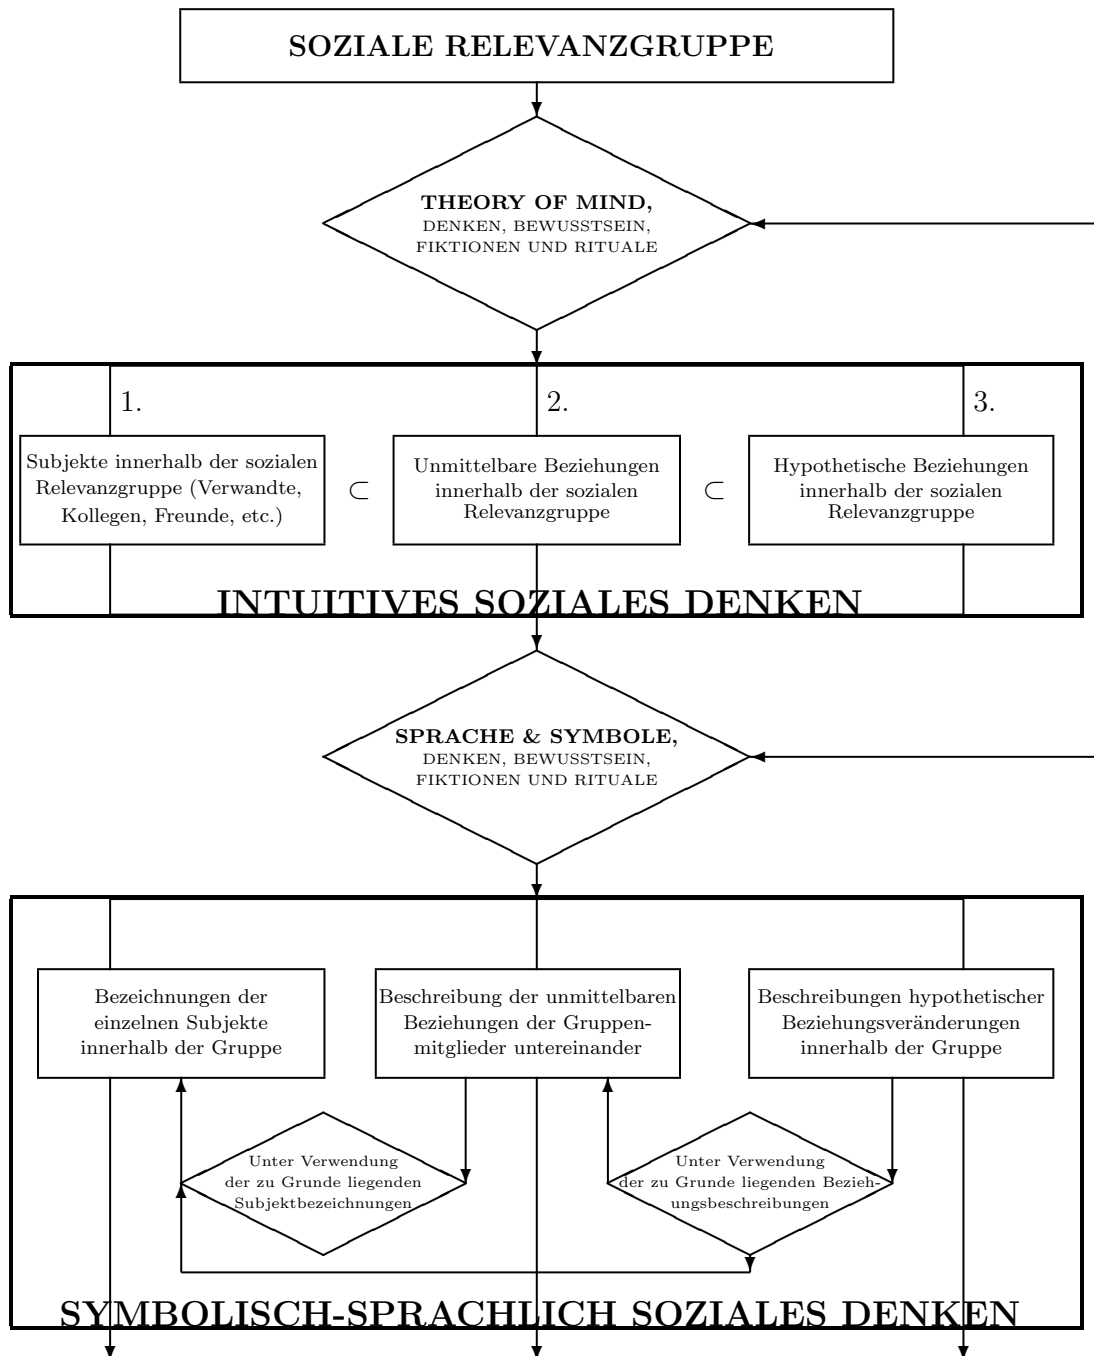 SOZIALE RELEVANZGRUPPE
THEORY OF MIND,
DENKEN, BEWUSSTSEIN,
FIKTIONEN UND RITUALE
1.
2.
3.
Subjekte innerhalb der sozialen
Relevanzgruppe (Verwandte,
Kollegen, Freunde, etc.)
⊂
Unmittelbare Beziehungen
innerhalb der sozialen
Relevanzgruppe
⊂
Hypothetische Beziehungen
innerhalb der sozialen
Relevanzgruppe
INTUITIVES SOZIALES DENKEN
SPRACHE & SYMBOLE,
DENKEN, BEWUSSTSEIN,
FIKTIONEN UND RITUALE
Bezeichnungen der
einzelnen Subjekte
innerhalb der Gruppe
Beschreibung der unmittelbaren
Beziehungen der Gruppen-
mitglieder untereinander
Beschreibungen hypothetischer
Beziehungsveränderungen
innerhalb der Gruppe
Unter Verwendung
der zu Grunde liegenden
Subjektbezeichnungen
Unter Verwendung
der zu Grunde liegenden Bezieh-
ungsbeschreibungen
SYMBOLISCH-SPRACHLICH SOZIALES DENKEN